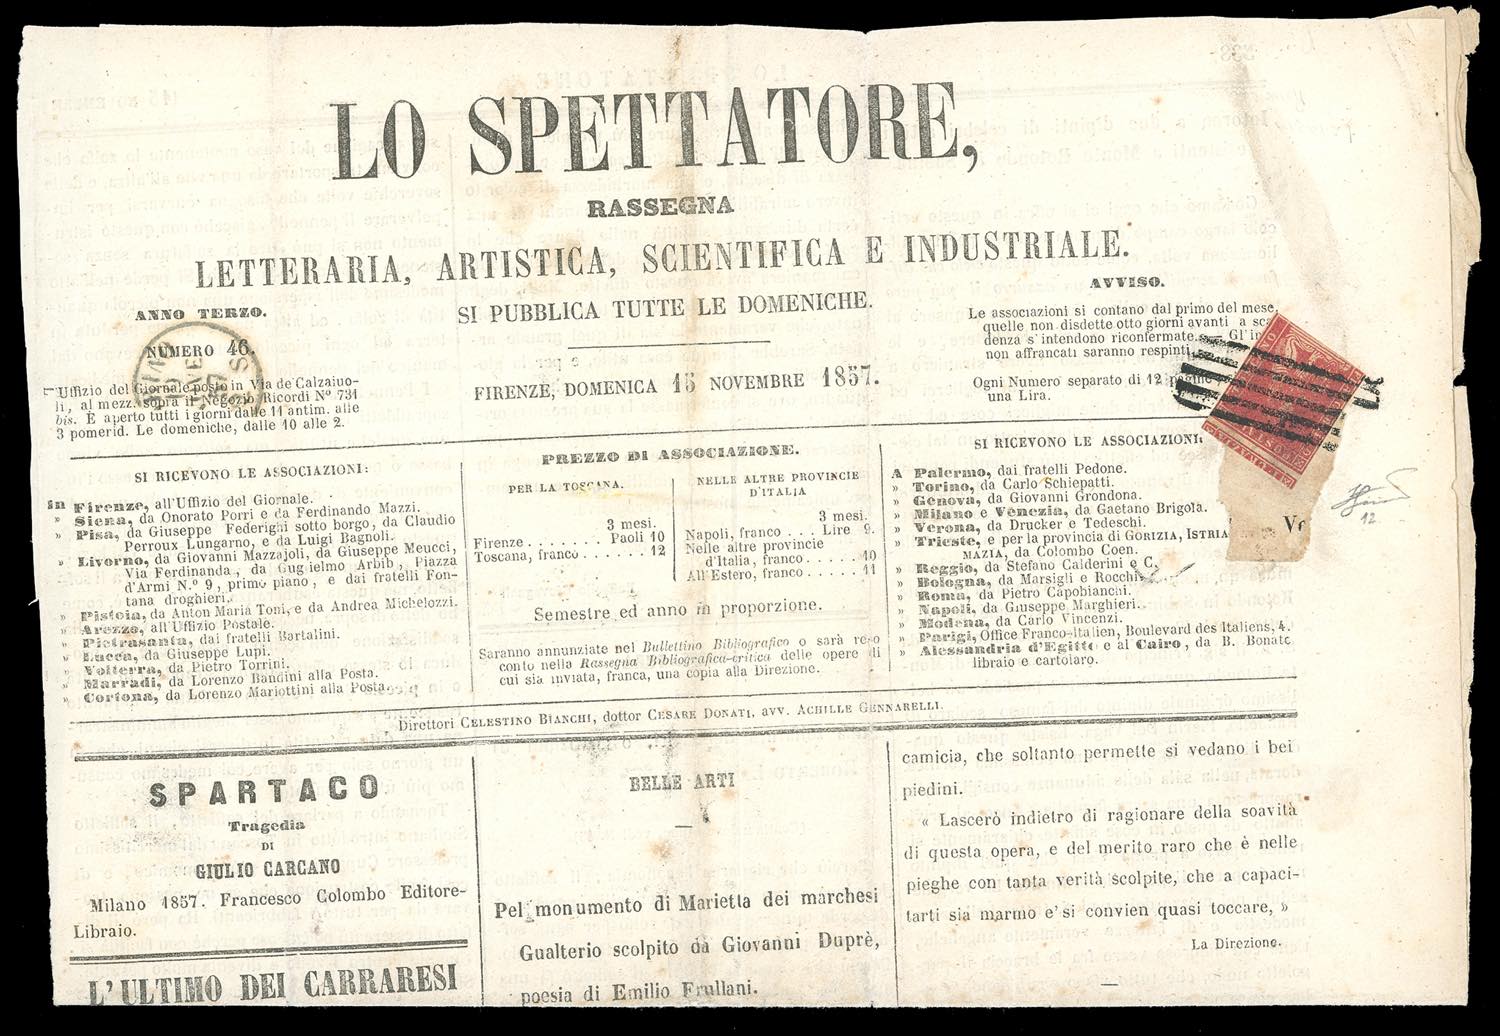 LO SPETTATORE,
RASSEGNA
LETTERARIA, ARTISTICA, SCIENTIFICA E INDUSTRIALE.
SI PUBBLICA TUTTE LE DOMENICHE.
FIRENZE, DOMENICA 15 NOVEMBRE 1857.
ANNO TERZO.
NUMERO 46.
L'Uffizio del Giornale posto in Via de'Calzaiuo-
li, al mezz. sopra il Negozio Ricordi N° 731
bis. È aperto tutti i giorni dalle 11 antim. alle
3 pomerid. Le domeniche, dalle 10 alle 2.
AVVISO.
Le associazioni si contano dal primo del mese,
quelle non disdette otto giorni avanti a sca
denza s'intendono riconfermate.
non affrancati saranno respinti.
Ogni Numero separato di 12
una Lira.
SI RICEVONO LE ASSOCIAZIONI:
In Firenze, all'Uffizio del Giornale.
» Siena, da Onorato Porri e da Ferdinando Mazzi.
» Pisa, da Giuseppe Federighi sotto borgo, da Claudio
Perroux Lungarno, e da Luigi Bagnoli.
» Livorno, da Giovanni Mazzajoli, da Giuseppe Meucci,
Via Ferdinanda, da Guglielmo Arbib, Piazza
d'Armi N.° 9, primo piano, e dai fratelli Fon-
tana droghieri.
» Pistoia, da Anton Maria Toni, e da Andrea Michelozzi.
» Arezzo, all'Uffizio Postale.
» Pietrasanta, dai fratelli Bartalini.
» Lucca, da Giuseppe Lupi.
» Volterra, da Pietro Torrini.
» Marradi, da Lorenzo Bandini alla Posta.
» Cortona, da Lorenzo Mariottini alla Posta.
PREZZO DI ASSOCIAZIONE.
PER LA TOSCANA.
3 mesi.
Firenze . . . . . . . Paoli 10
Toscana, franco . . . . . . 12
NELLE ALTRE PROVINCIE
D'ITALIA
3 mesi.
Napoli, franco . . . Lire 9.
Nelle altre provincie
d'Italia, franco . . . . . 10
All'Estero, franco . . . . . 11
Semestre ed anno in proporzione.
Saranno annunziate nel Bullettino Bibliografico o sarà reso
conto nella Rassegna Bibliografica-critica delle opere di
cui sia inviata, franca, una copia alla Direzione.
SI RICEVONO LE ASSOCIAZIONI:
A Palermo, dai fratelli Pedone.
» Torino, da Carlo Schiepatti.
» Genova, da Giovanni Grondona.
» Milano e Venezia, da Gaetano Brigola.
» Verona, da Drucker e Tedeschi.
» Trieste, e per la provincia di GORIZIA, ISTRIA
MAZIA, da Colombo Coen.
» Reggio, da Stefano Calderini e C.
» Bologna, da Marsigli e Rocchi.
» Roma, da Pietro Capobianchi.
» Napoli, da Giuseppe Marghieri.
» Modena, da Carlo Vincenzi.
» Parigi, Office Franco-Italien, Boulevard des Italiens, 4.
» Alessandria d'Egitto e al Cairo, da B. Bonato
libraio e cartolaro.
12
Direttori CELESTINO BIANCHI, dottor CESARE DONATI, avv. ACHILLE GENNARELLI.
SPARTACO
Tragedia
DI
GIULIO CARCANO
Milano 1857. Francesco Colombo Editore-
Libraio.
L'ULTIMO DEI CARRARESI
BELLE ARTI
Pel monumento di Marietta dei marchesi
Gualterio scolpito da Giovanni Duprè,
poesia di Emilio Frullani.
camicia, che soltanto permette si vedano i bei
piedini.
« Lascerò indietro di ragionare della soavità
di questa opera, e del merito raro che è nelle
pieghe con tanta verità scolpite, che a capaci-
tarti sia marmo e'si convien quasi toccare, »
La Direzione.